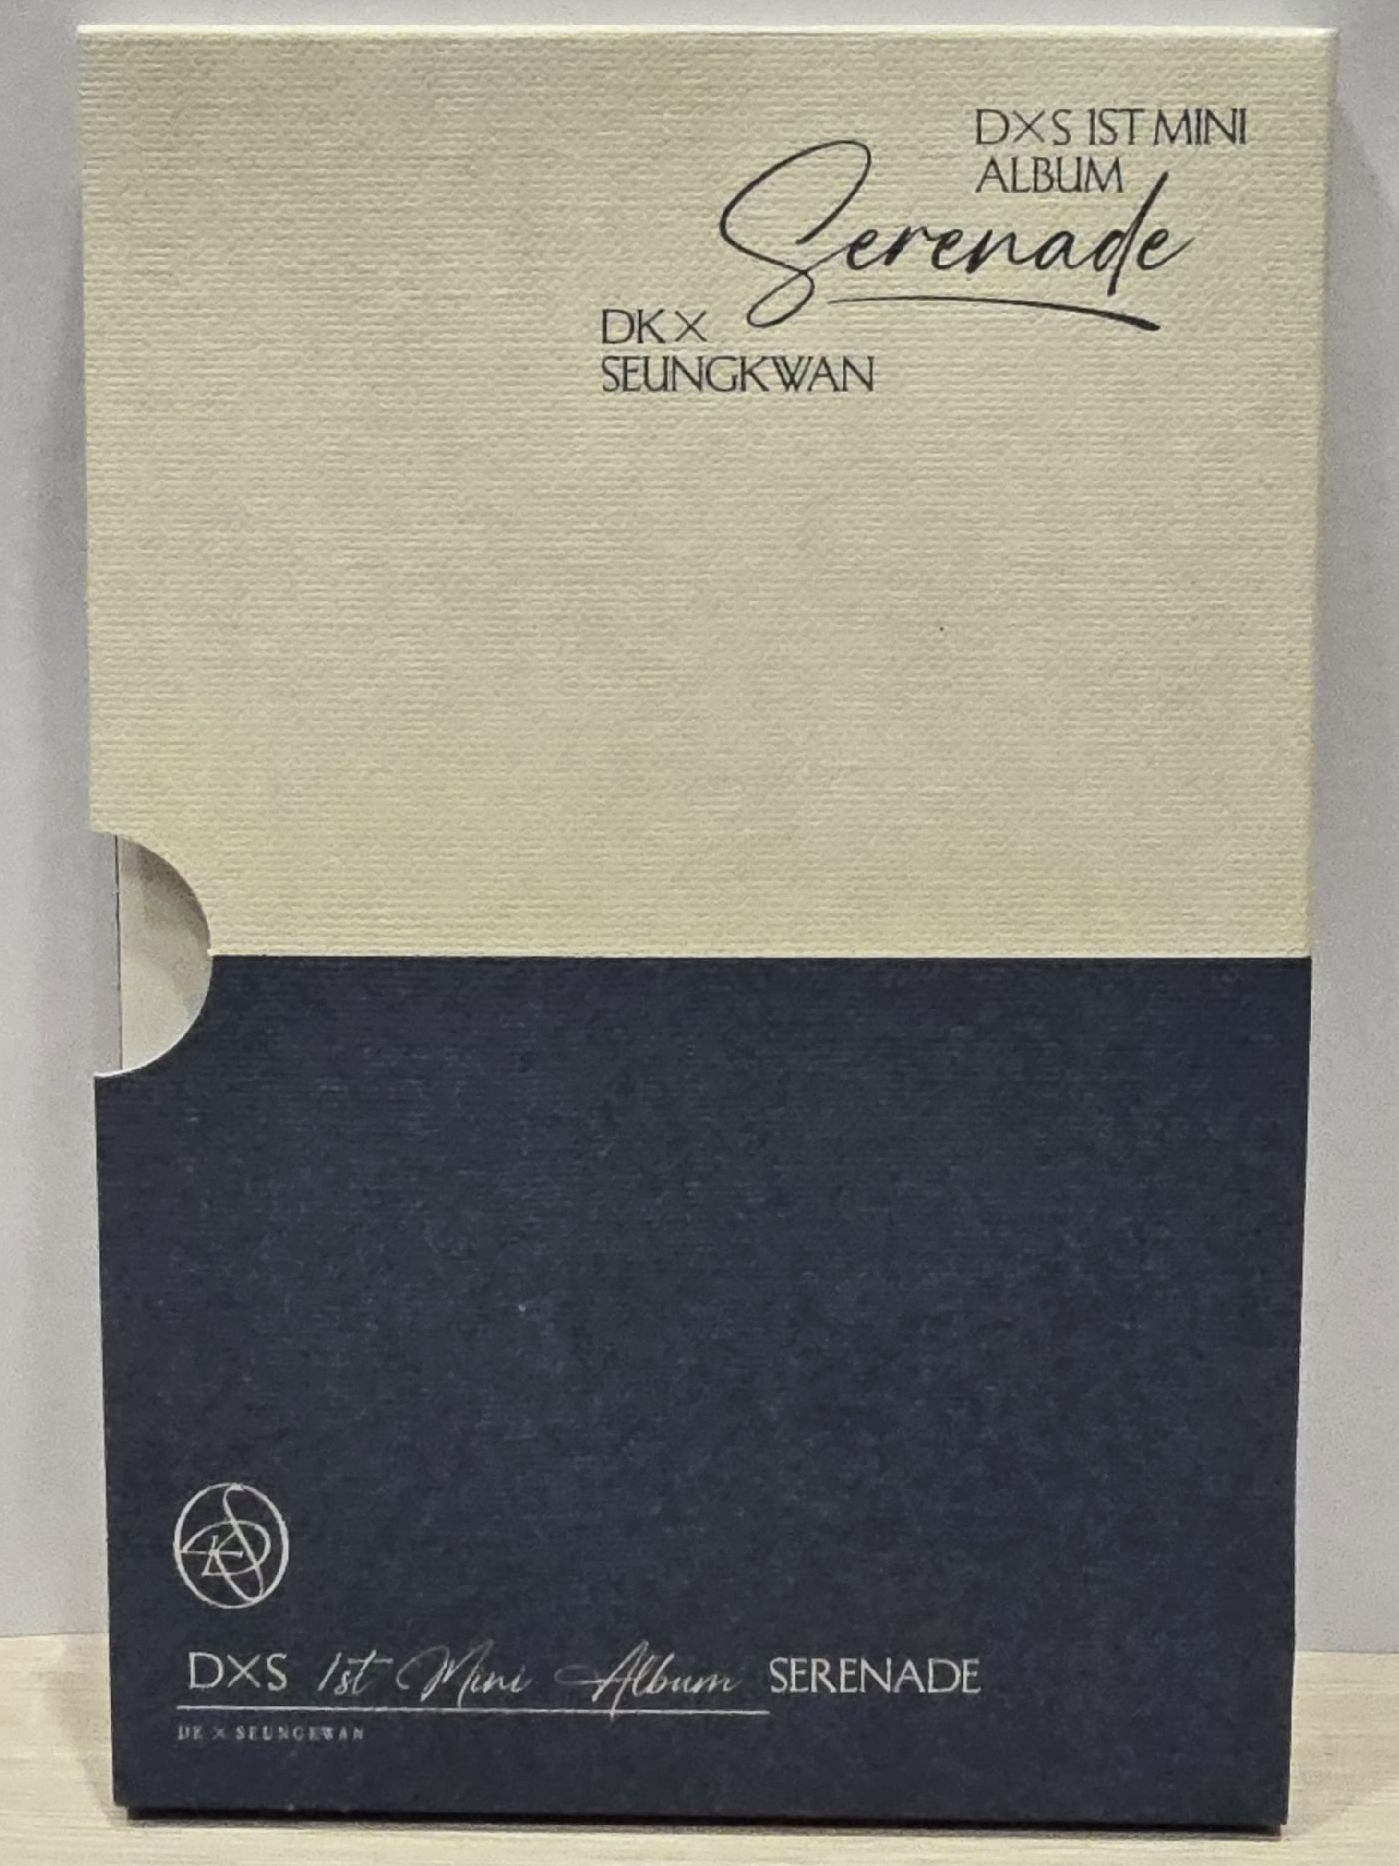 D×S 1ST MINI
ALBUM
Serenade
DK ×
SEUNGKWAN
D×S 1st Mini Album SERENADE
DK × SEUNGKWAN